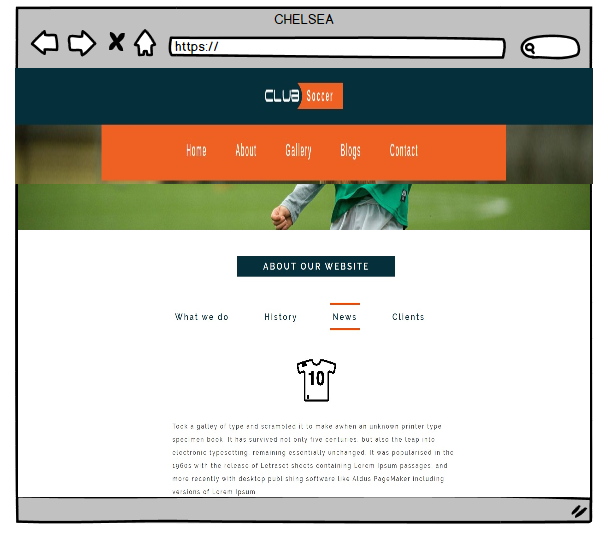 CHELSEA
https://
CLUB Soccer
Home About Gallery Blogs Contact
ABOUT OUR WEBSITE
What we do History News Clients
10
Took a galley of type and scrambled it to make awhen an unknown printer type
specimen book. It has survived not only five centuries, but also the leap into
electronic typesetting, remaining essentially unchanged. It was popularised in the
1960s with the release of Letraset sheets containing Lorem Ipsum passages, and
more recently with desktop publishing software like Aldus PageMaker including
versions of Lorem Ipsum